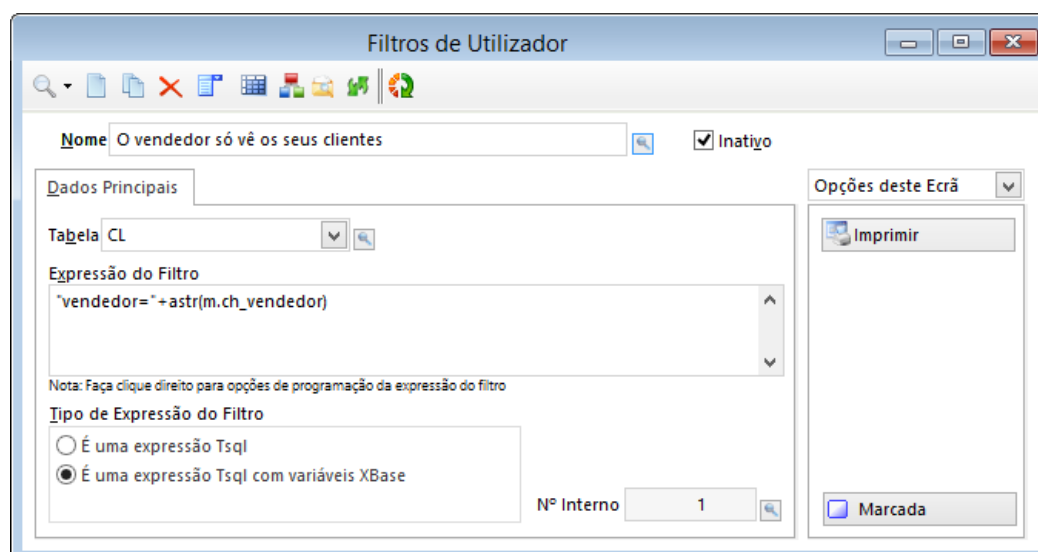 Filtros de Utilizador
Nome O vendedor só vê os seus clientes
Inativo
Dados Principais
Opções deste Ecrã
Tabela CL
Imprimir
Expressão do Filtro
"vendedor="+astr(m.ch_vendedor)
Nota: Faça clique direito para opções de programação da expressão do filtro
Tipo de Expressão do Filtro
É uma expressão Tsql
É uma expressão Tsql com variáveis XBase
Nº Interno 1
Marcada